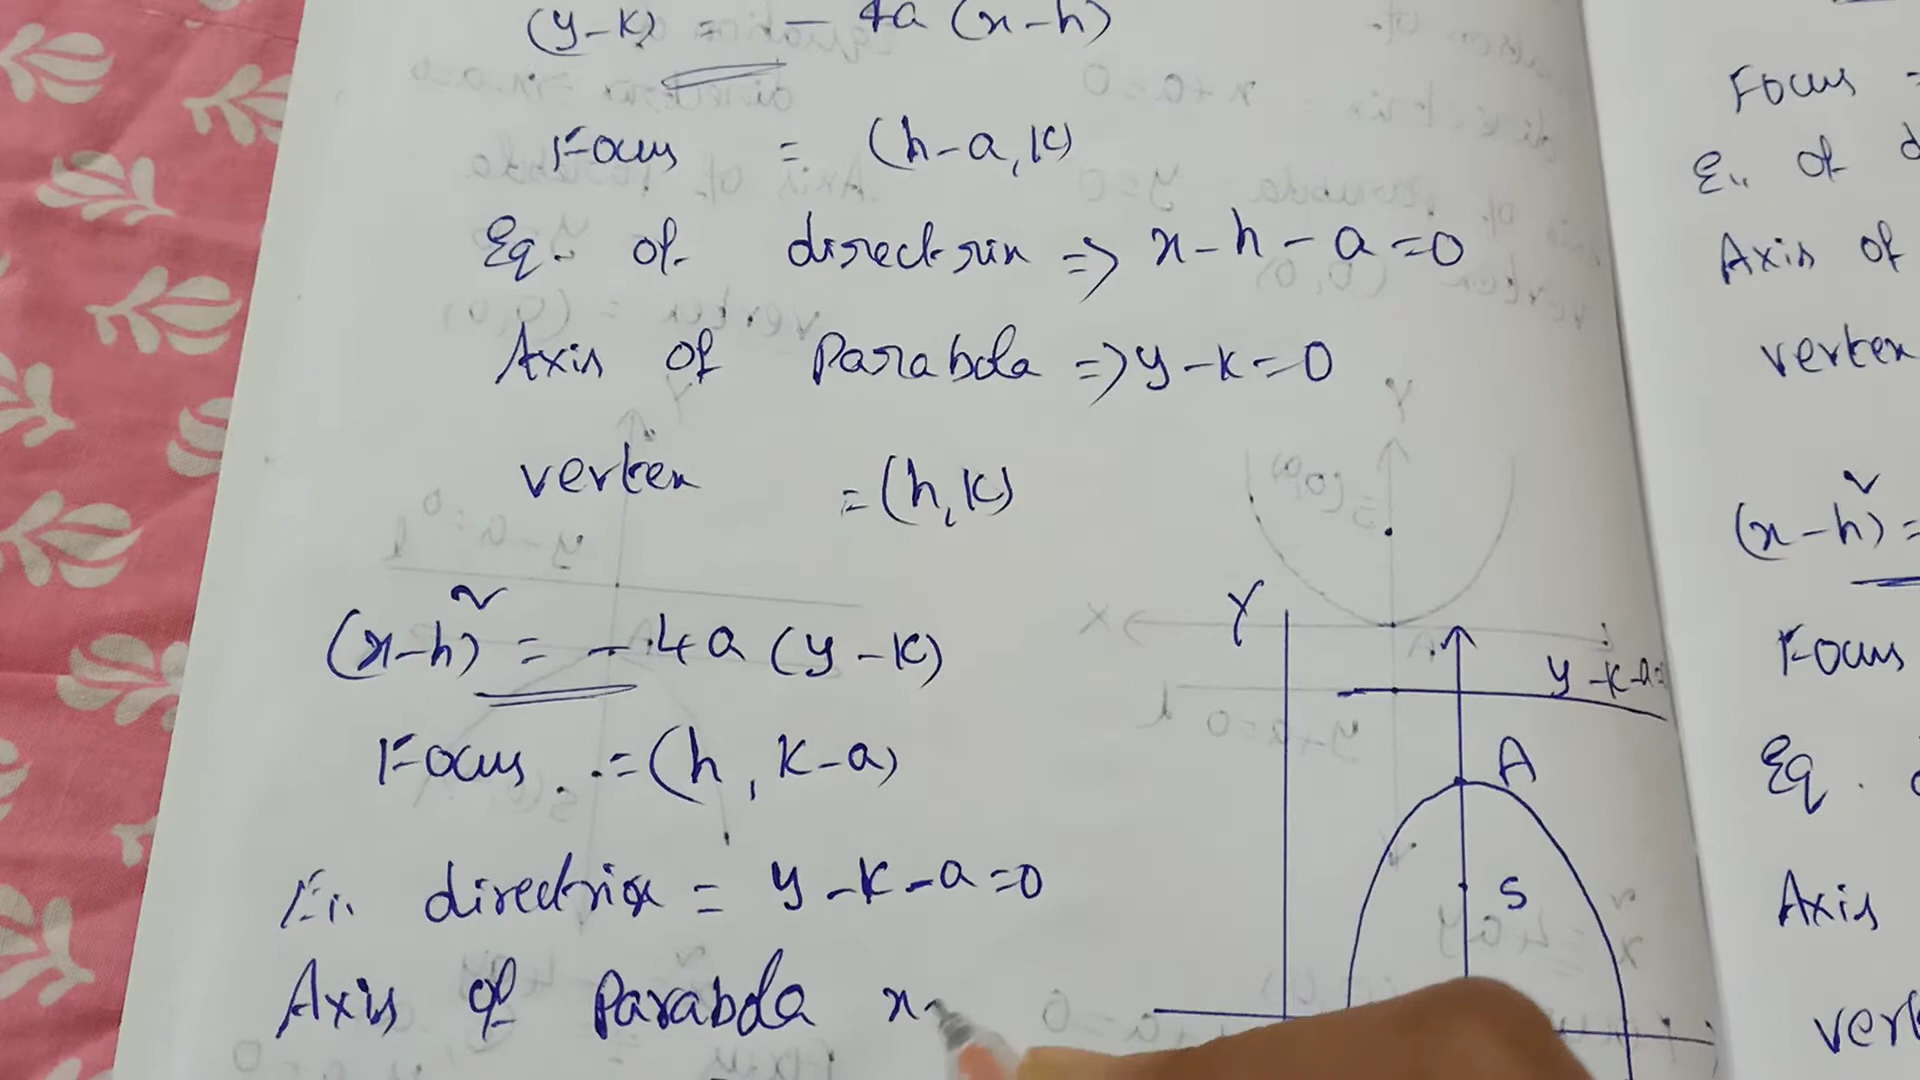 (y-k) = - 4a (x-h)
Focus = (h-a, k)
Eq. of directrix => x-h-a=0
Axis of Parabola => y-k=0
vertex = (h, k)
(x-h)² = -4a (y-k)
Focus = (h, k-a)
Eq. directrix = y-k-a=0
Axis of Parabola x-
Y
y-k-a=
A
S
Focus =
Eq. of d
Axis of
vertex
(x-h)² =
Focus
Eq.
Axis
vert